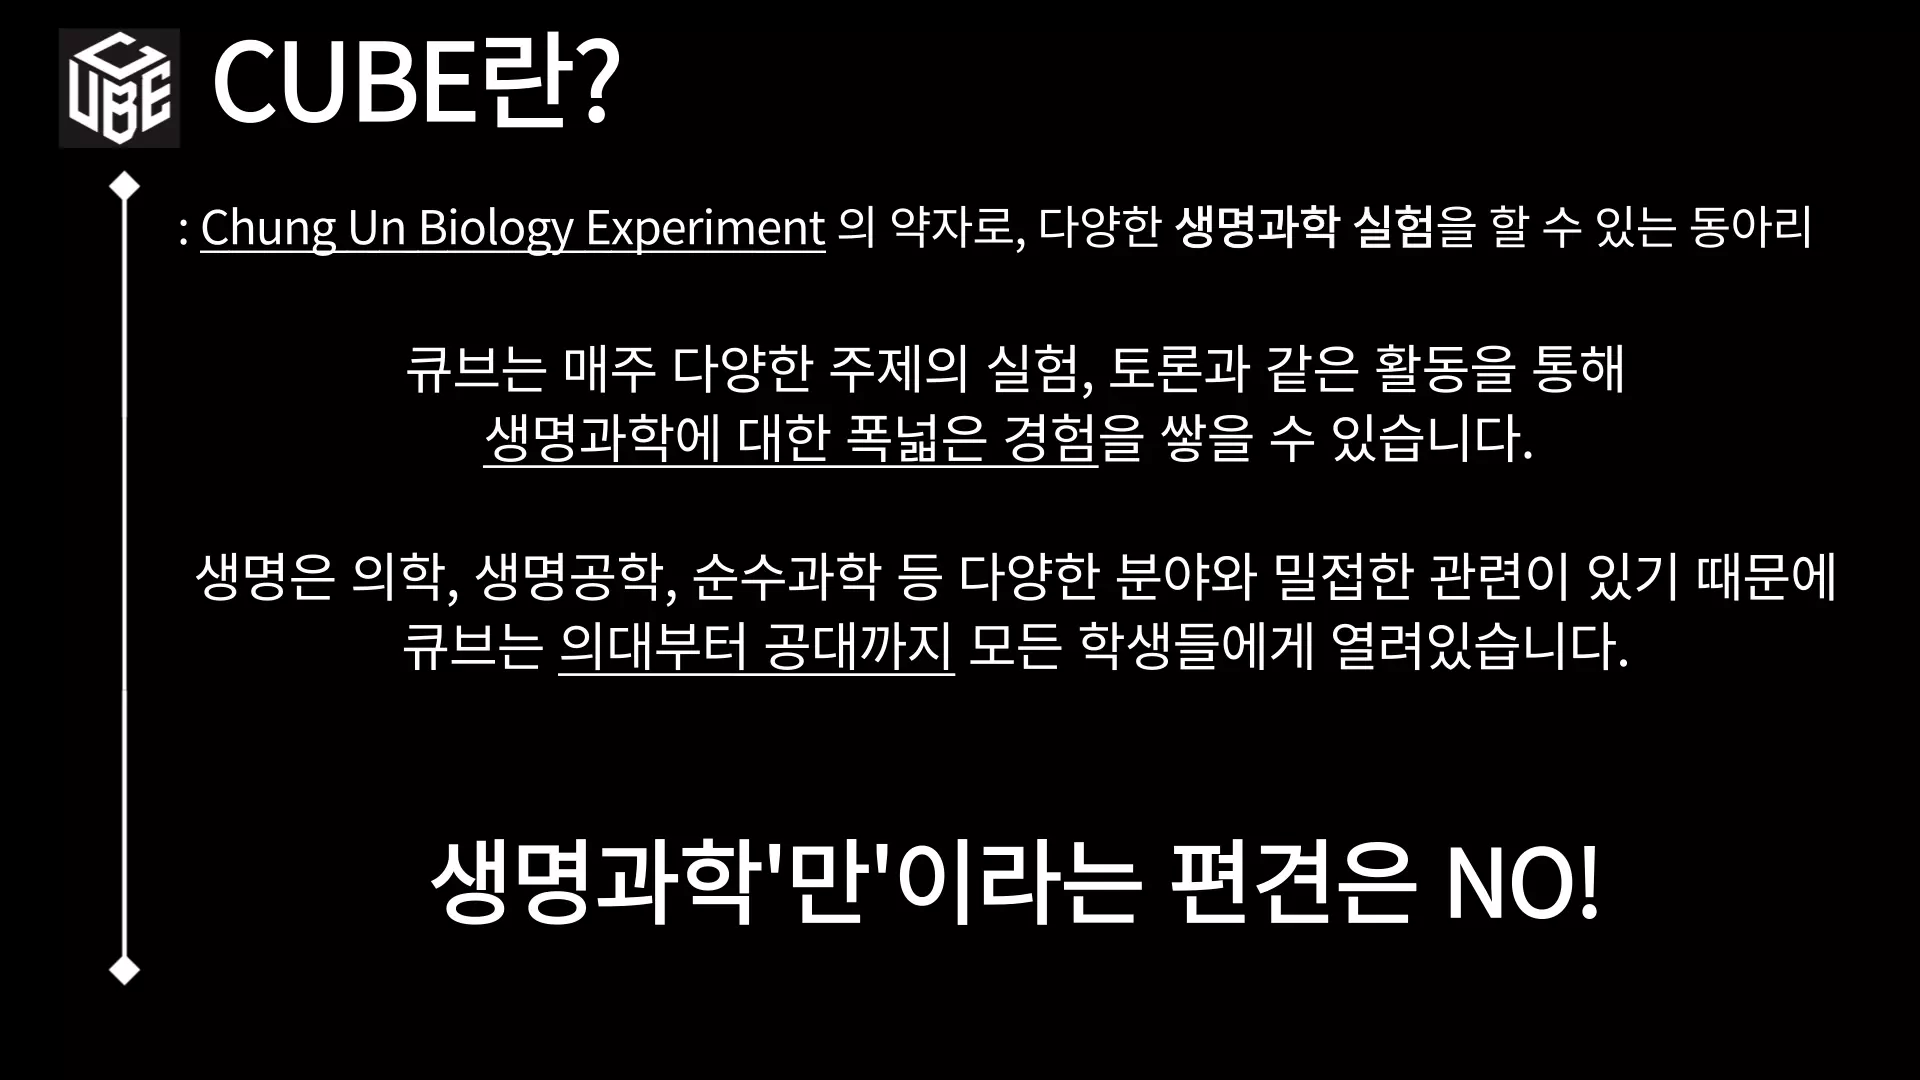 CUBE
CUBE란?
: Chung Un Biology Experiment 의 약자로, 다양한 생명과학 실험을 할 수 있는 동아리
큐브는 매주 다양한 주제의 실험, 토론과 같은 활동을 통해
생명과학에 대한 폭넓은 경험을 쌓을 수 있습니다.
생명은 의학, 생명공학, 순수과학 등 다양한 분야와 밀접한 관련이 있기 때문에
큐브는 의대부터 공대까지 모든 학생들에게 열려있습니다.
생명과학'만'이라는 편견은 NO!